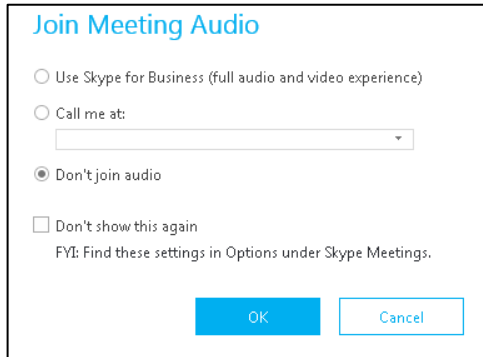 Join Meeting Audio
Use Skype for Business (full audio and video experience)
Call me at:
Don't join audio
Don't show this again
FYI: Find these settings in Options under Skype Meetings.
OK
Cancel